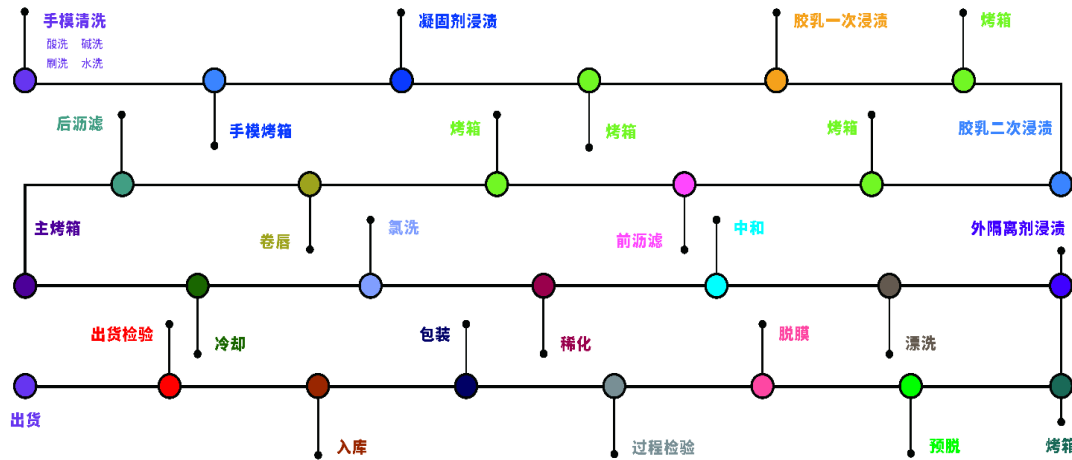 手模清洗
酸洗 碱洗
刷洗 水洗
手模烤箱
凝固剂浸渍
烤箱
胶乳一次浸渍
烤箱
胶乳二次浸渍
烤箱
前沥滤
烤箱
卷唇
后沥滤
主烤箱
冷却
氯洗
稀化
中和
漂洗
外隔离剂浸渍
烤箱
预脱
脱膜
过程检验
包装
入库
出货检验
出货